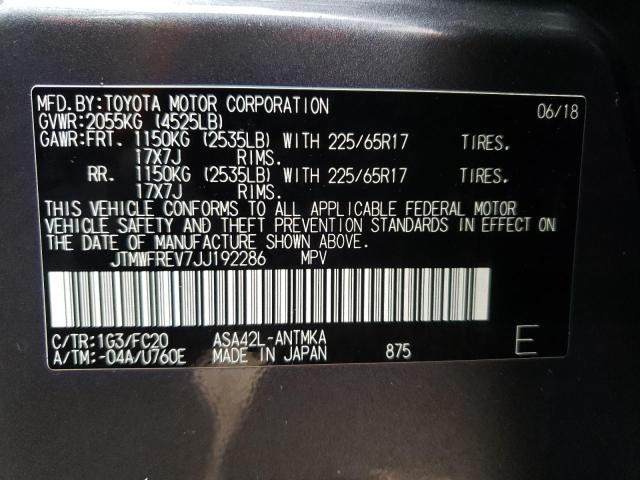 MFD.BY:TOYOTA MOTOR CORPORATION 06/18
GVWR:2055KG (4525LB)
GAWR:FRT. 1150KG (2535LB) WITH 225/65R17 TIRES.
17X7J RIMS.
RR. 1150KG (2535LB) WITH 225/65R17 TIRES.
17X7J RIMS.
THIS VEHICLE CONFORMS TO ALL APPLICABLE FEDERAL MOTOR
VEHICLE SAFETY AND THEFT PREVENTION STANDARDS IN EFFECT ON
THE DATE OF MANUFACTURE SHOWN ABOVE.
JTMWFREV7JJ192286 MPV
C/TR:1G3/FC20 ASA42L-ANTMKA
A/TM:-04A/U760E MADE IN JAPAN 875 E